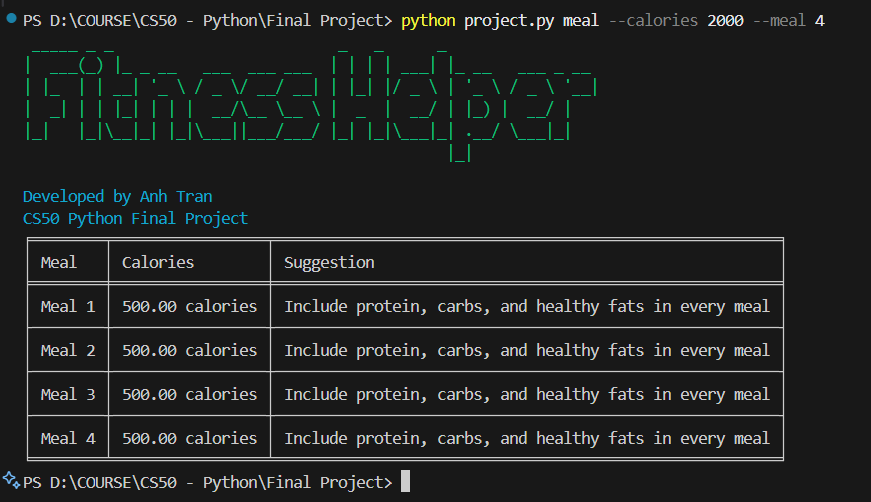 PS D:\COURSE\CS50 - Python\Final Project> python project.py meal --calories 2000 --meal 4
Fitness Helper
Developed by Anh Tran
CS50 Python Final Project
Meal Calories Suggestion
Meal 1 500.00 calories Include protein, carbs, and healthy fats in every meal
Meal 2 500.00 calories Include protein, carbs, and healthy fats in every meal
Meal 3 500.00 calories Include protein, carbs, and healthy fats in every meal
Meal 4 500.00 calories Include protein, carbs, and healthy fats in every meal
PS D:\COURSE\CS50 - Python\Final Project>